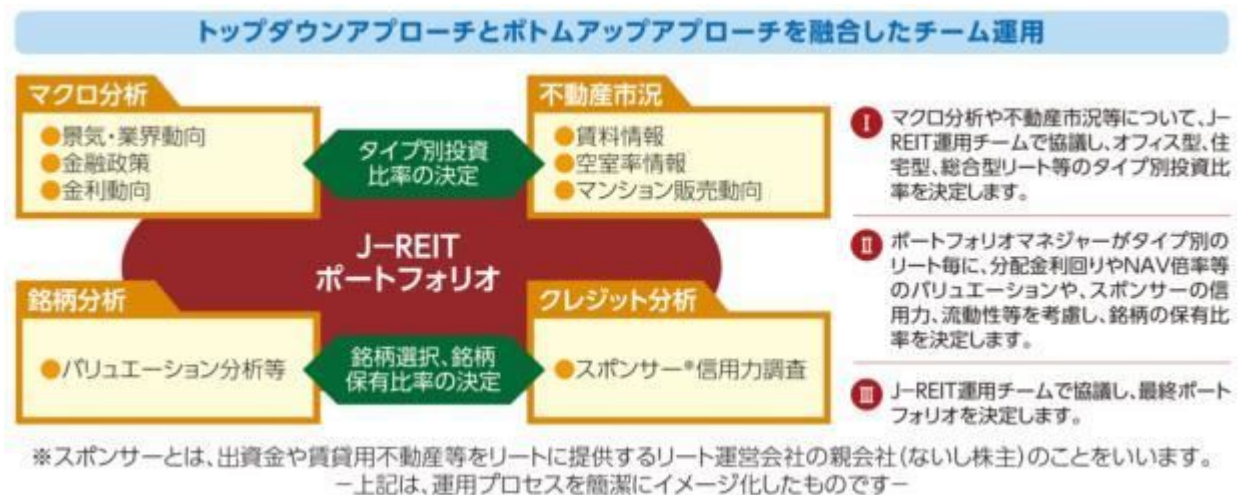 トップダウンアプローチとボトムアップアプローチを融合したチーム運用
マクロ分析
●景気・業界動向
●金融政策
●金利動向
タイプ別投資
比率の決定
不動産市況
●賃料情報
●空室率情報
●マンション販売動向
J−REIT
ポートフォリオ
銘柄分析
●バリュエーション分析等
銘柄選択、銘柄
保有比率の決定
クレジット分析
●スポンサー※信用力調査
Ⅰ マクロ分析や不動産市況等について、J−
REIT運用チームで協議し、オフィス型、住
宅型、総合型リート等のタイプ別投資比
率を決定します。
Ⅱ ポートフォリオマネジャーがタイプ別の
リート毎に、分配金利回りやNAV倍率等
のバリュエーションや、スポンサーの信
用力、流動性等を考慮し、銘柄の保有比
率を決定します。
Ⅲ J−REIT運用チームで協議し、最終ポート
フォリオを決定します。
※スポンサーとは、出資金や賃貸用不動産等をリートに提供するリート運営会社の親会社(ないし株主)のことをいいます。
−上記は、運用プロセスを簡潔にイメージ化したものです−